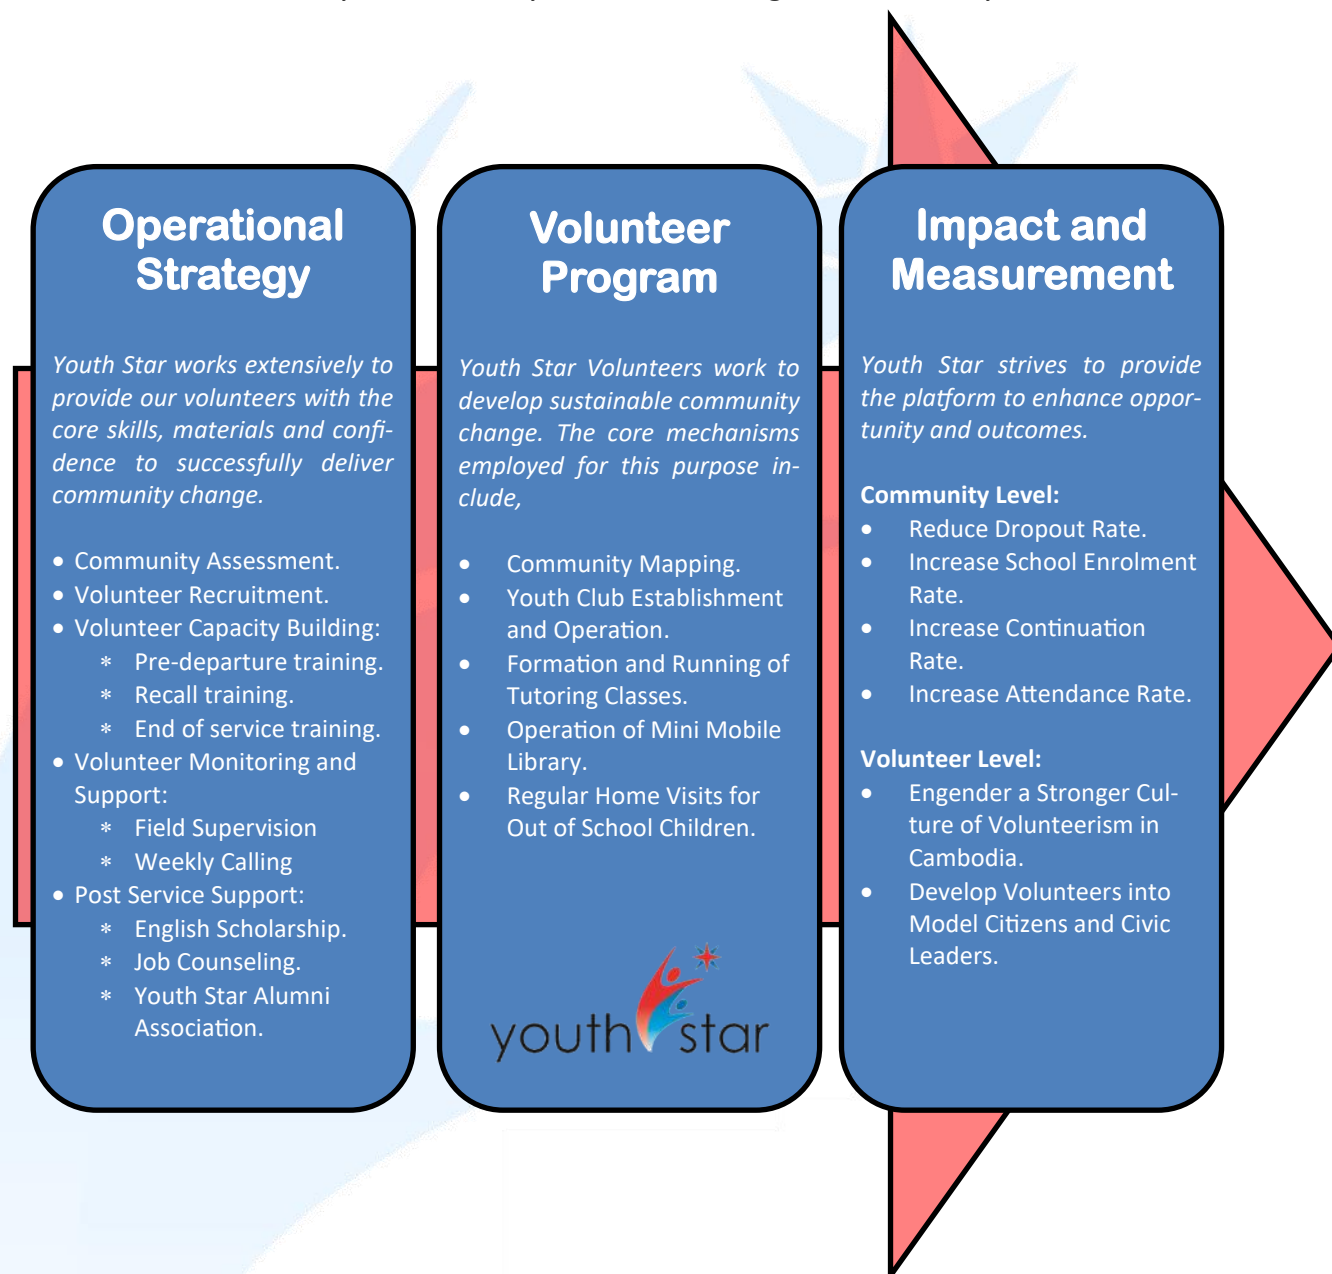 Operational
Strategy
Youth Star works extensively to
provide our volunteers with the
core skills, materials and confi-
dence to successfully deliver
community change.
• Community Assessment.
• Volunteer Recruitment.
• Volunteer Capacity Building:
* Pre-departure training.
* Recall training.
* End of service training.
• Volunteer Monitoring and
Support:
* Field Supervision
* Weekly Calling
• Post Service Support:
* English Scholarship.
* Job Counseling.
* Youth Star Alumni
Association.
Volunteer
Program
Youth Star Volunteers work to
develop sustainable community
change. The core mechanisms
employed for this purpose in-
clude,
• Community Mapping.
• Youth Club Establishment
and Operation.
• Formation and Running of
Tutoring Classes.
• Operation of Mini Mobile
Library.
• Regular Home Visits for
Out of School Children.
youth star
Impact and
Measurement
Youth Star strives to provide
the platform to enhance oppor-
tunity and outcomes.
Community Level:
• Reduce Dropout Rate.
• Increase School Enrolment
Rate.
• Increase Continuation
Rate.
• Increase Attendance Rate.
Volunteer Level:
• Engender a Stronger Cul-
ture of Volunteerism in
Cambodia.
• Develop Volunteers into
Model Citizens and Civic
Leaders.